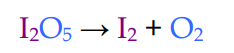 I₂O₅ → I₂ + O₂